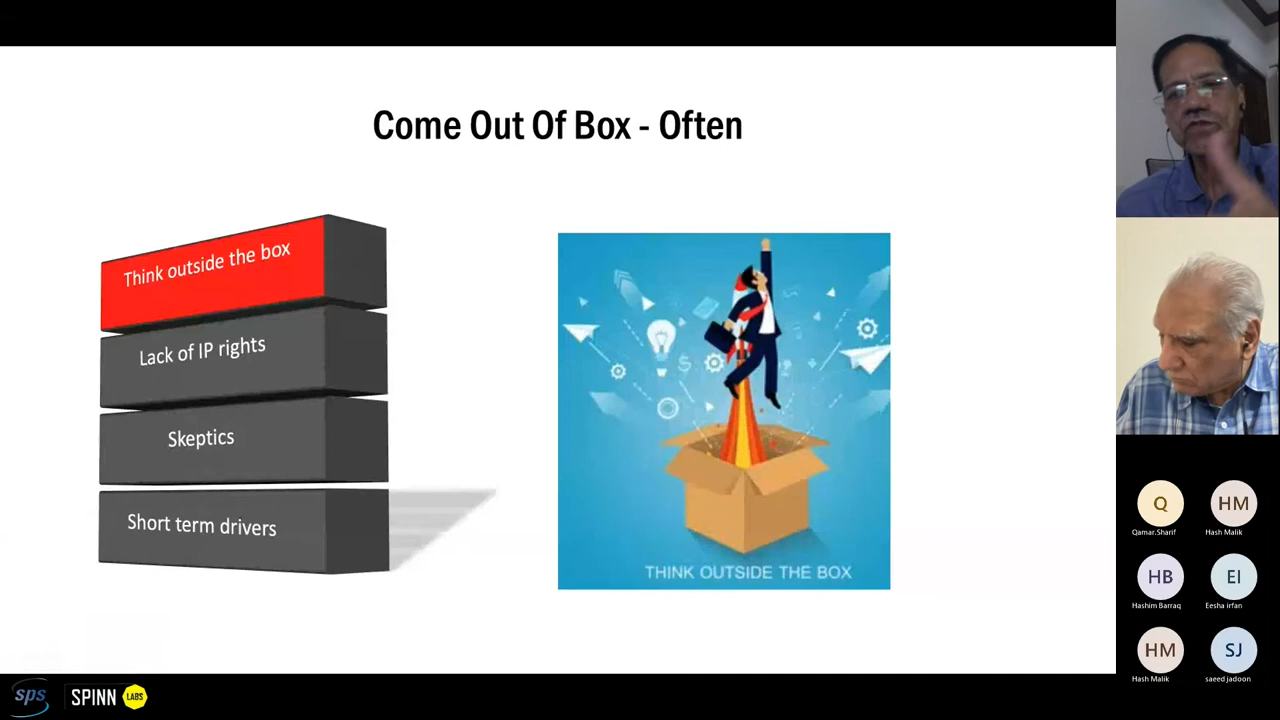 Come Out Of Box - Often
Think outside the box
Lack of IP rights
Skeptics
Short term drivers
THINK OUTSIDE THE BOX
sps
SPINN LABS
Q
HM
Qamar.Sharif
Hash Malik
HB
EI
Hashim Barraq
Eesha irfan
HM
SJ
Hash Malik
saeed jadoon